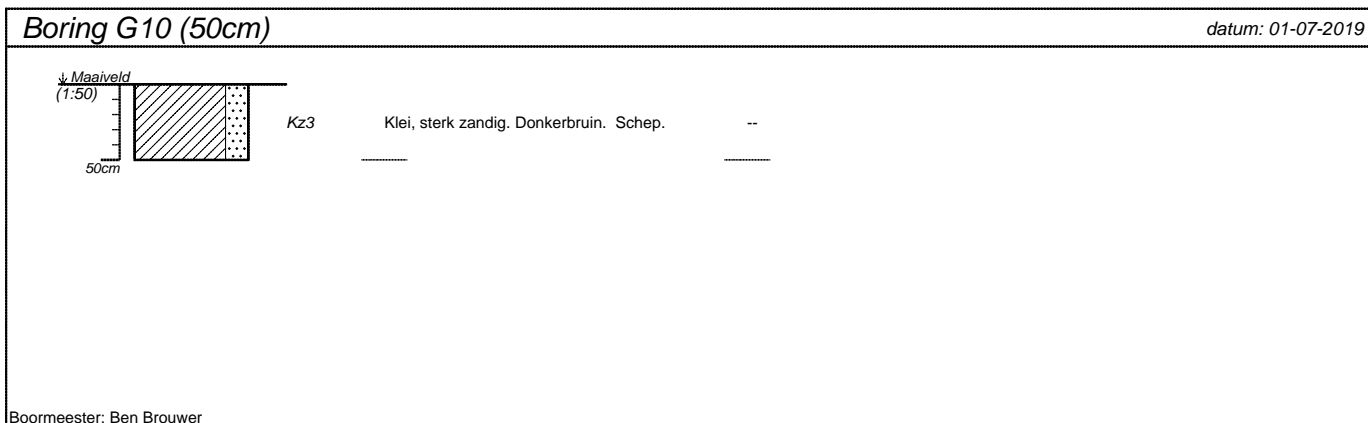 Boring G10 (50cm)
datum: 01-07-2019
Maaiveld
(1:50)
Kz3 Klei, sterk zandig. Donkerbruin. Schep. --
50cm
Boormeester: Ben Brouwer